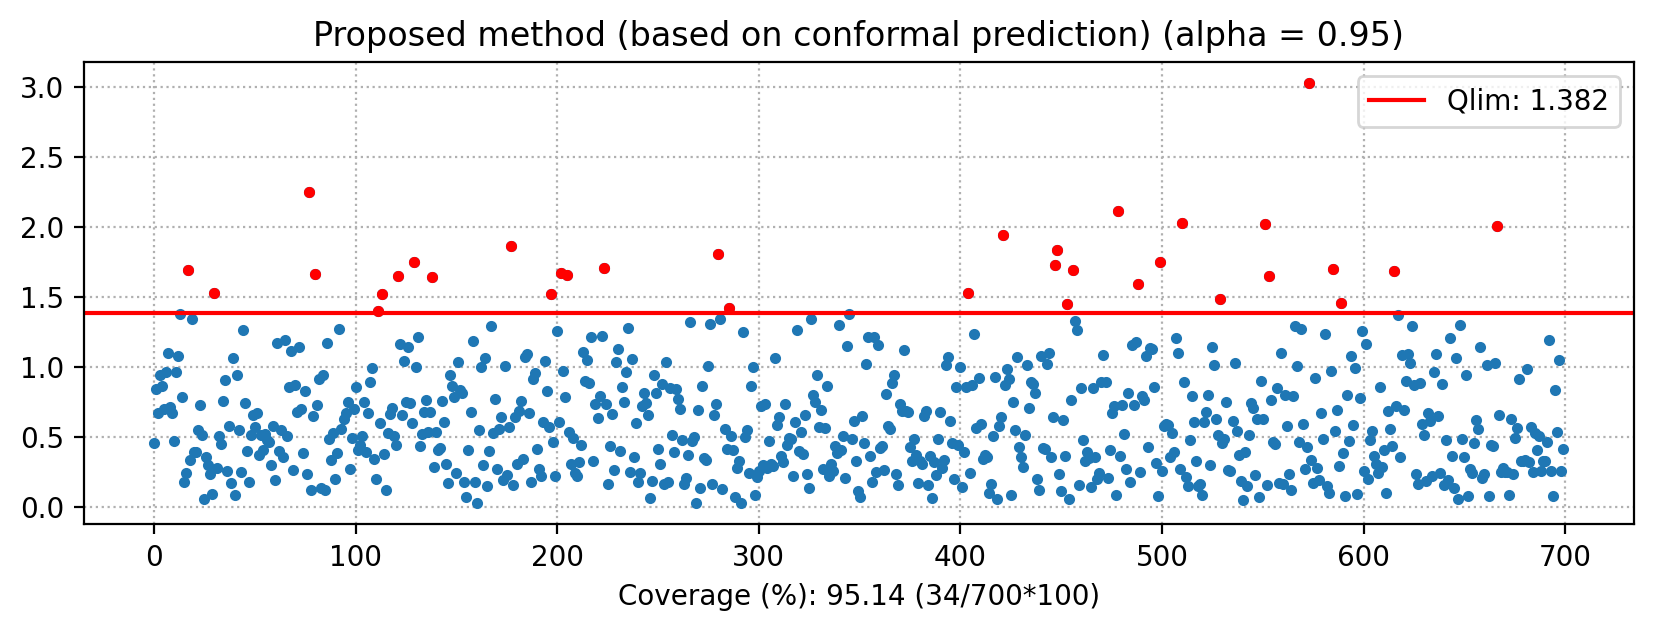 Proposed method (based on conformal prediction) (alpha = 0.95)
Qlim: 1.382
3.0
2.5
2.0
1.5
1.0
0.5
0.0
0 100 200 300 400 500 600 700
Coverage (%): 95.14 (34/700*100)